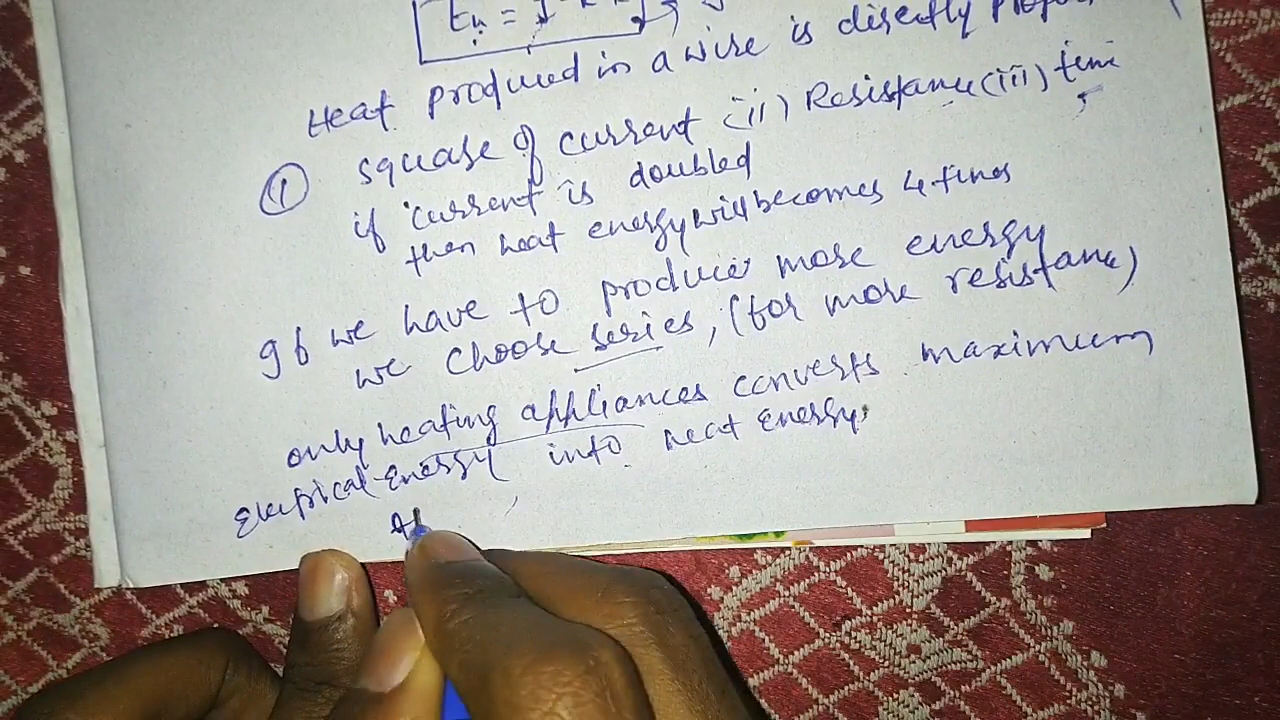 Heat produced in a wire is directly
① square of current (ii) Resistance (iii) time
if current is doubled
then heat energy will becomes 4 times
If we have to produce more energy
we choose series, (for more resistance)
only heating appliances converts maximum
Electrical Energy into heat Energy.